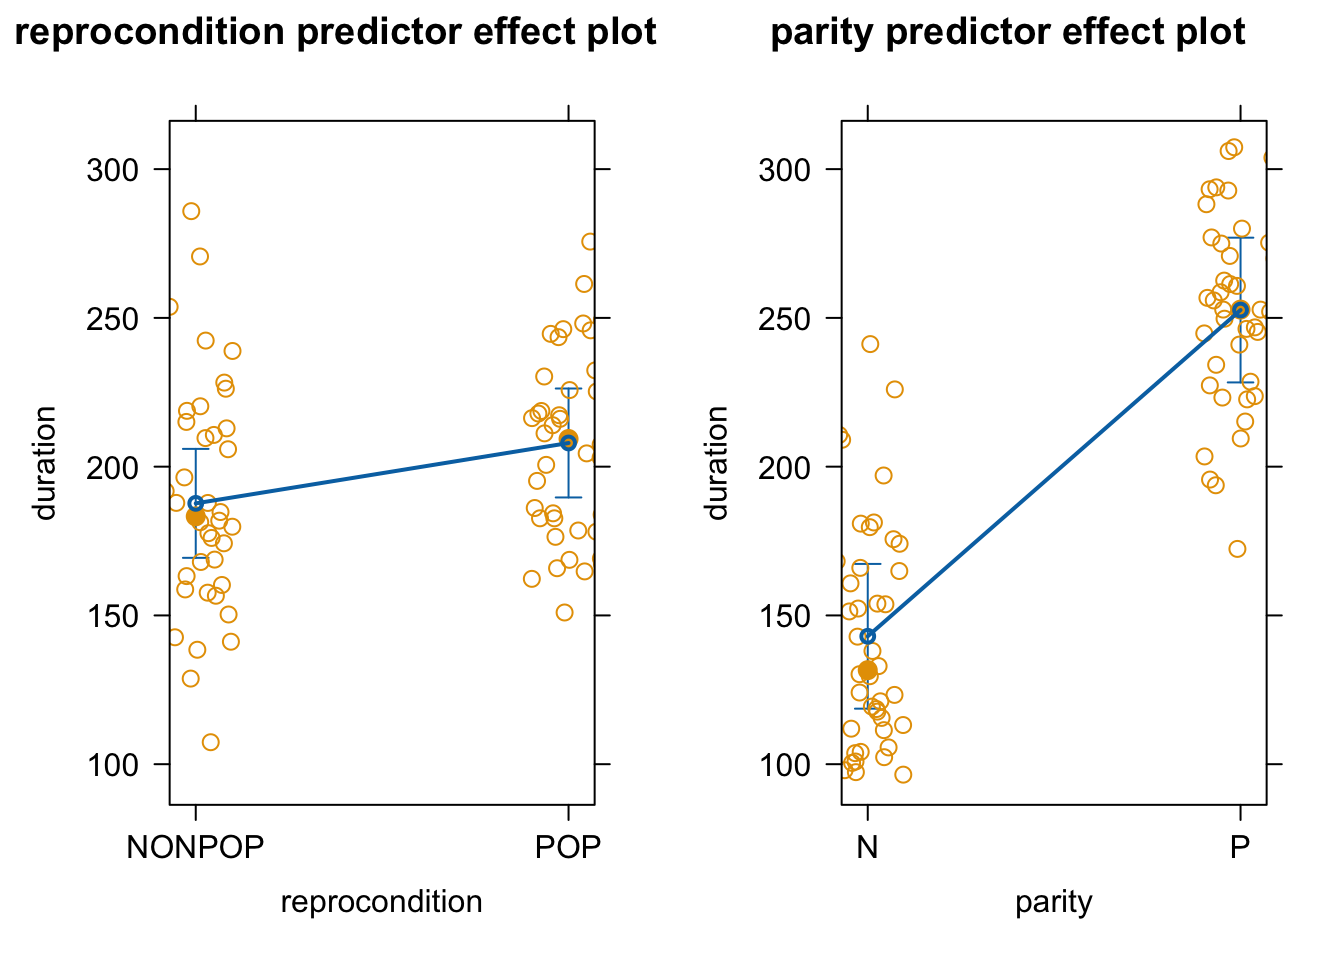 reprocondition predictor effect plot
300
250
200
150
100
duration
NONPOP
POP
reprocondition
parity predictor effect plot
300
250
200
150
100
duration
N
P
parity